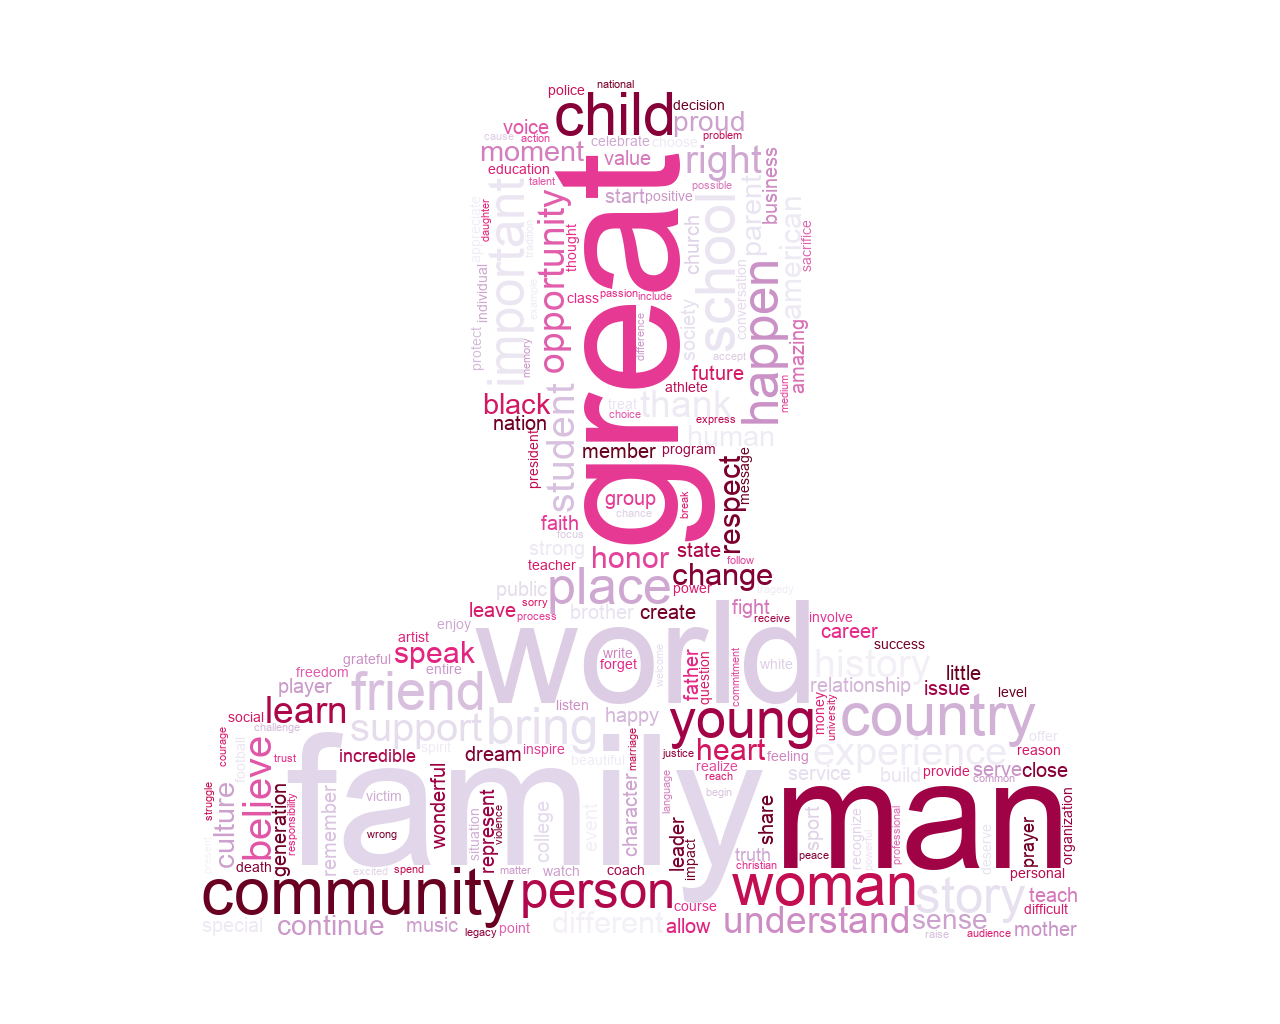 national
police
child
decision
proud
voice
cause
action
celebrate
choose
problem
moment
value
right
education
talent
great
start
positive
possible
business
important
appreciate
daughter
tradition
opportunity
thought
church
school
parent
american
sacrifice
individual
example
class
passion
include
conversation
happen
protect
memory
difference
society
accept
amazing
future
athlete
medium
black
nation
student
treat
choice
thank
express
human
member
program
president
message
respect
group
chance
break
faith
focus
strong
honor
state
follow
teacher
public
place
change
power
tragedy
leave
sorry
process
brother
create
fight
receive
involve
enjoy
world
artist
speak
career
success
grateful
entire
write
forget
welcome
father
question
commitment
white
history
freedom
player
friend
relationship
issue
little
level
social
learn
challenge
support
bring
listen
happy
young
money
university
country
offer
courage
football
believe
trust
incredible
spirit
dream
inspire
beautiful
marriage
justice
heart
feeling
experience
reason
realize
reach
service
build
provide
serve
common
close
struggle
culture
generation
responsibility
remember
victim
family
wonderful
wrong
situation
represent
violence
college
event
character
language
begin
man
share
sport
recognize
powerful
professional
deserve
prayer
organization
leader
impact
truth
peace
christian
death
excited
spend
matter
watch
coach
personal
community
person
course
woman
story
teach
difficult
special
continue
music
legacy
point
different
allow
understand
sense
raise
audience
mother